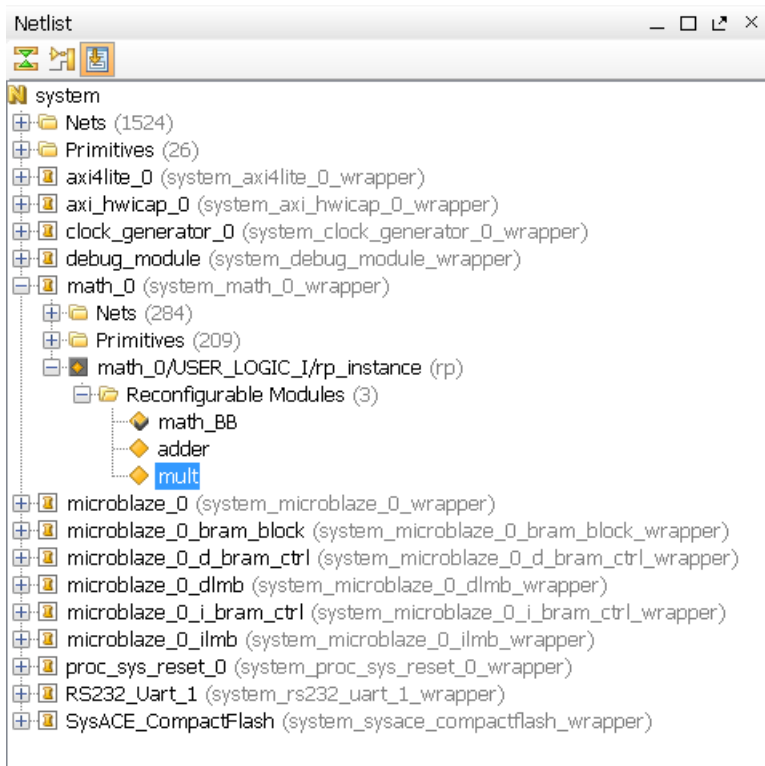 Netlist
system
Nets (1524)
Primitives (26)
axi4lite_0 (system_axi4lite_0_wrapper)
axi_hwicap_0 (system_axi_hwicap_0_wrapper)
clock_generator_0 (system_clock_generator_0_wrapper)
debug_module (system_debug_module_wrapper)
math_0 (system_math_0_wrapper)
Nets (284)
Primitives (209)
math_0/USER_LOGIC_I/rp_instance (rp)
Reconfigurable Modules (3)
math_BB
adder
mult
microblaze_0 (system_microblaze_0_wrapper)
microblaze_0_bram_block (system_microblaze_0_bram_block_wrapper)
microblaze_0_d_bram_ctrl (system_microblaze_0_d_bram_ctrl_wrapper)
microblaze_0_dlmb (system_microblaze_0_dlmb_wrapper)
microblaze_0_i_bram_ctrl (system_microblaze_0_i_bram_ctrl_wrapper)
microblaze_0_ilmb (system_microblaze_0_ilmb_wrapper)
proc_sys_reset_0 (system_proc_sys_reset_0_wrapper)
RS232_Uart_1 (system_rs232_uart_1_wrapper)
SysACE_CompactFlash (system_sysace_compactflash_wrapper)